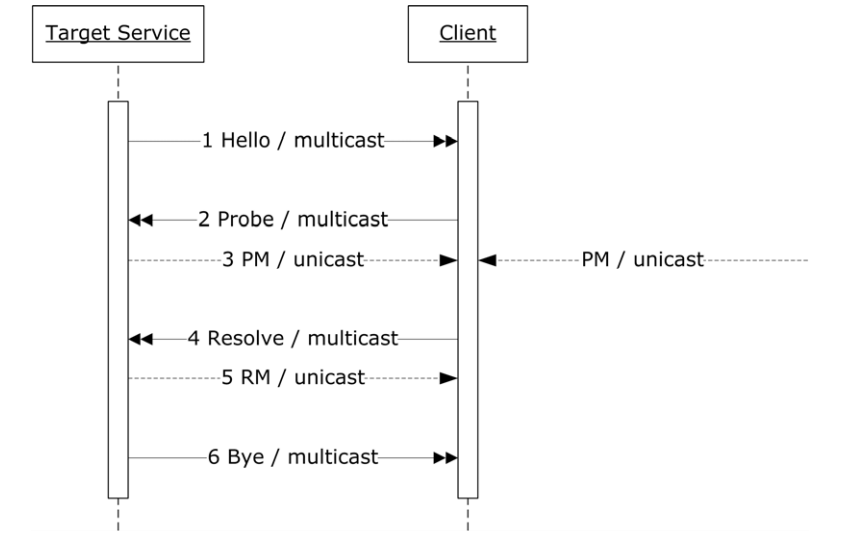 Target Service
Client
1 Hello / multicast
2 Probe / multicast
3 PM / unicast
PM / unicast
4 Resolve / multicast
5 RM / unicast
6 Bye / multicast